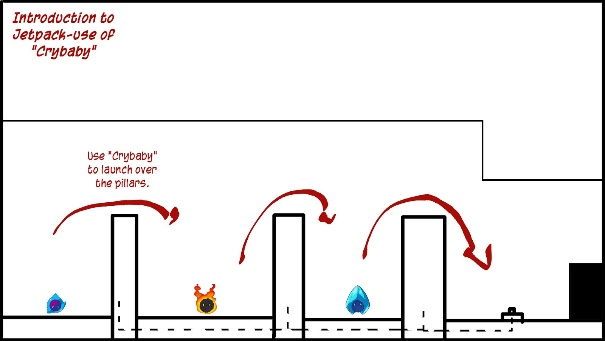 Introduction to
Jetpack-use of
"Crybaby"
Use "Crybaby"
to launch over
the pillars.